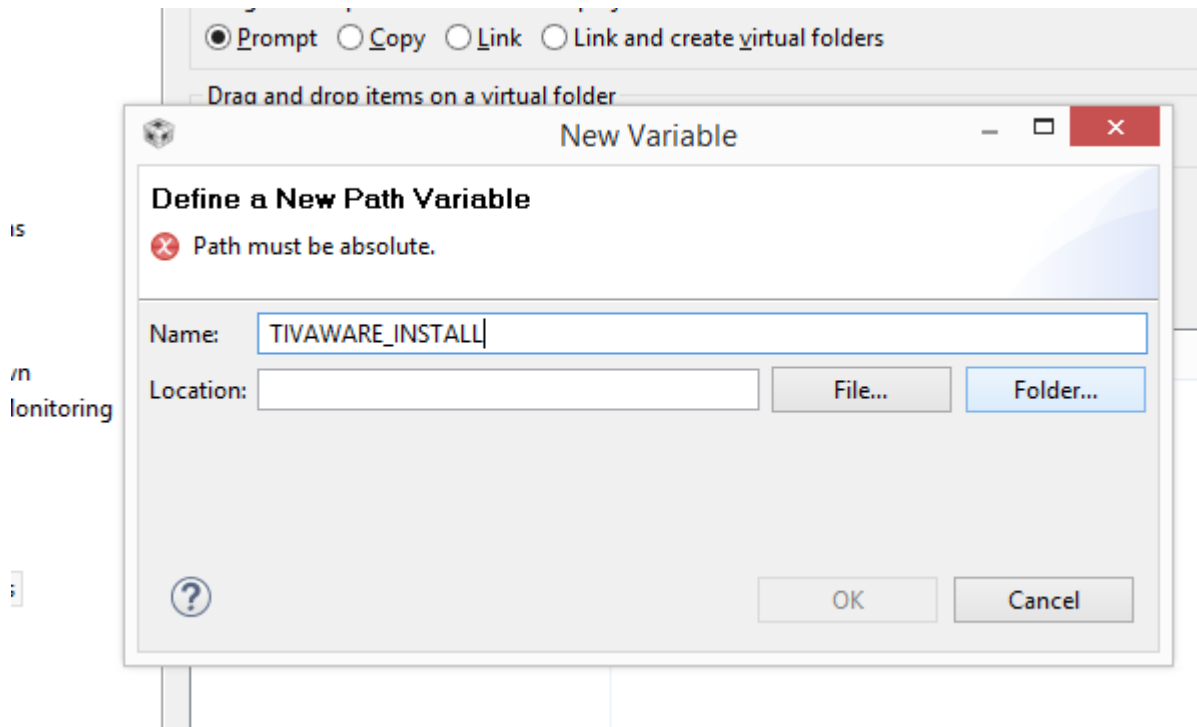 Prompt Copy Link Link and create virtual folders
Drag and drop items on a virtual folder
New Variable
Define a New Path Variable
Path must be absolute.
Name: TIVAWARE_INSTALL
Location: File... Folder...
OK Cancel